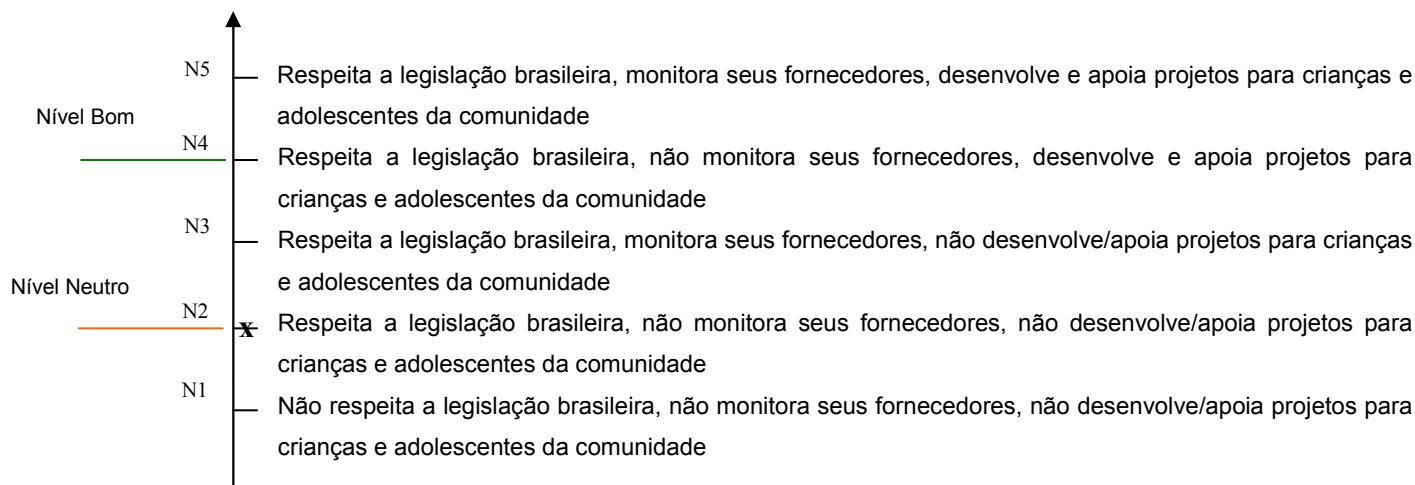 N5 Respeita a legislação brasileira, monitora seus fornecedores, desenvolve e apoia projetos para crianças e
adolescentes da comunidade
Nível Bom
N4 Respeita a legislação brasileira, não monitora seus fornecedores, desenvolve e apoia projetos para
crianças e adolescentes da comunidade
N3 Respeita a legislação brasileira, monitora seus fornecedores, não desenvolve/apoia projetos para crianças
e adolescentes da comunidade
Nível Neutro
N2 x Respeita a legislação brasileira, não monitora seus fornecedores, não desenvolve/apoia projetos para
crianças e adolescentes da comunidade
N1 Não respeita a legislação brasileira, não monitora seus fornecedores, não desenvolve/apoia projetos para
crianças e adolescentes da comunidade